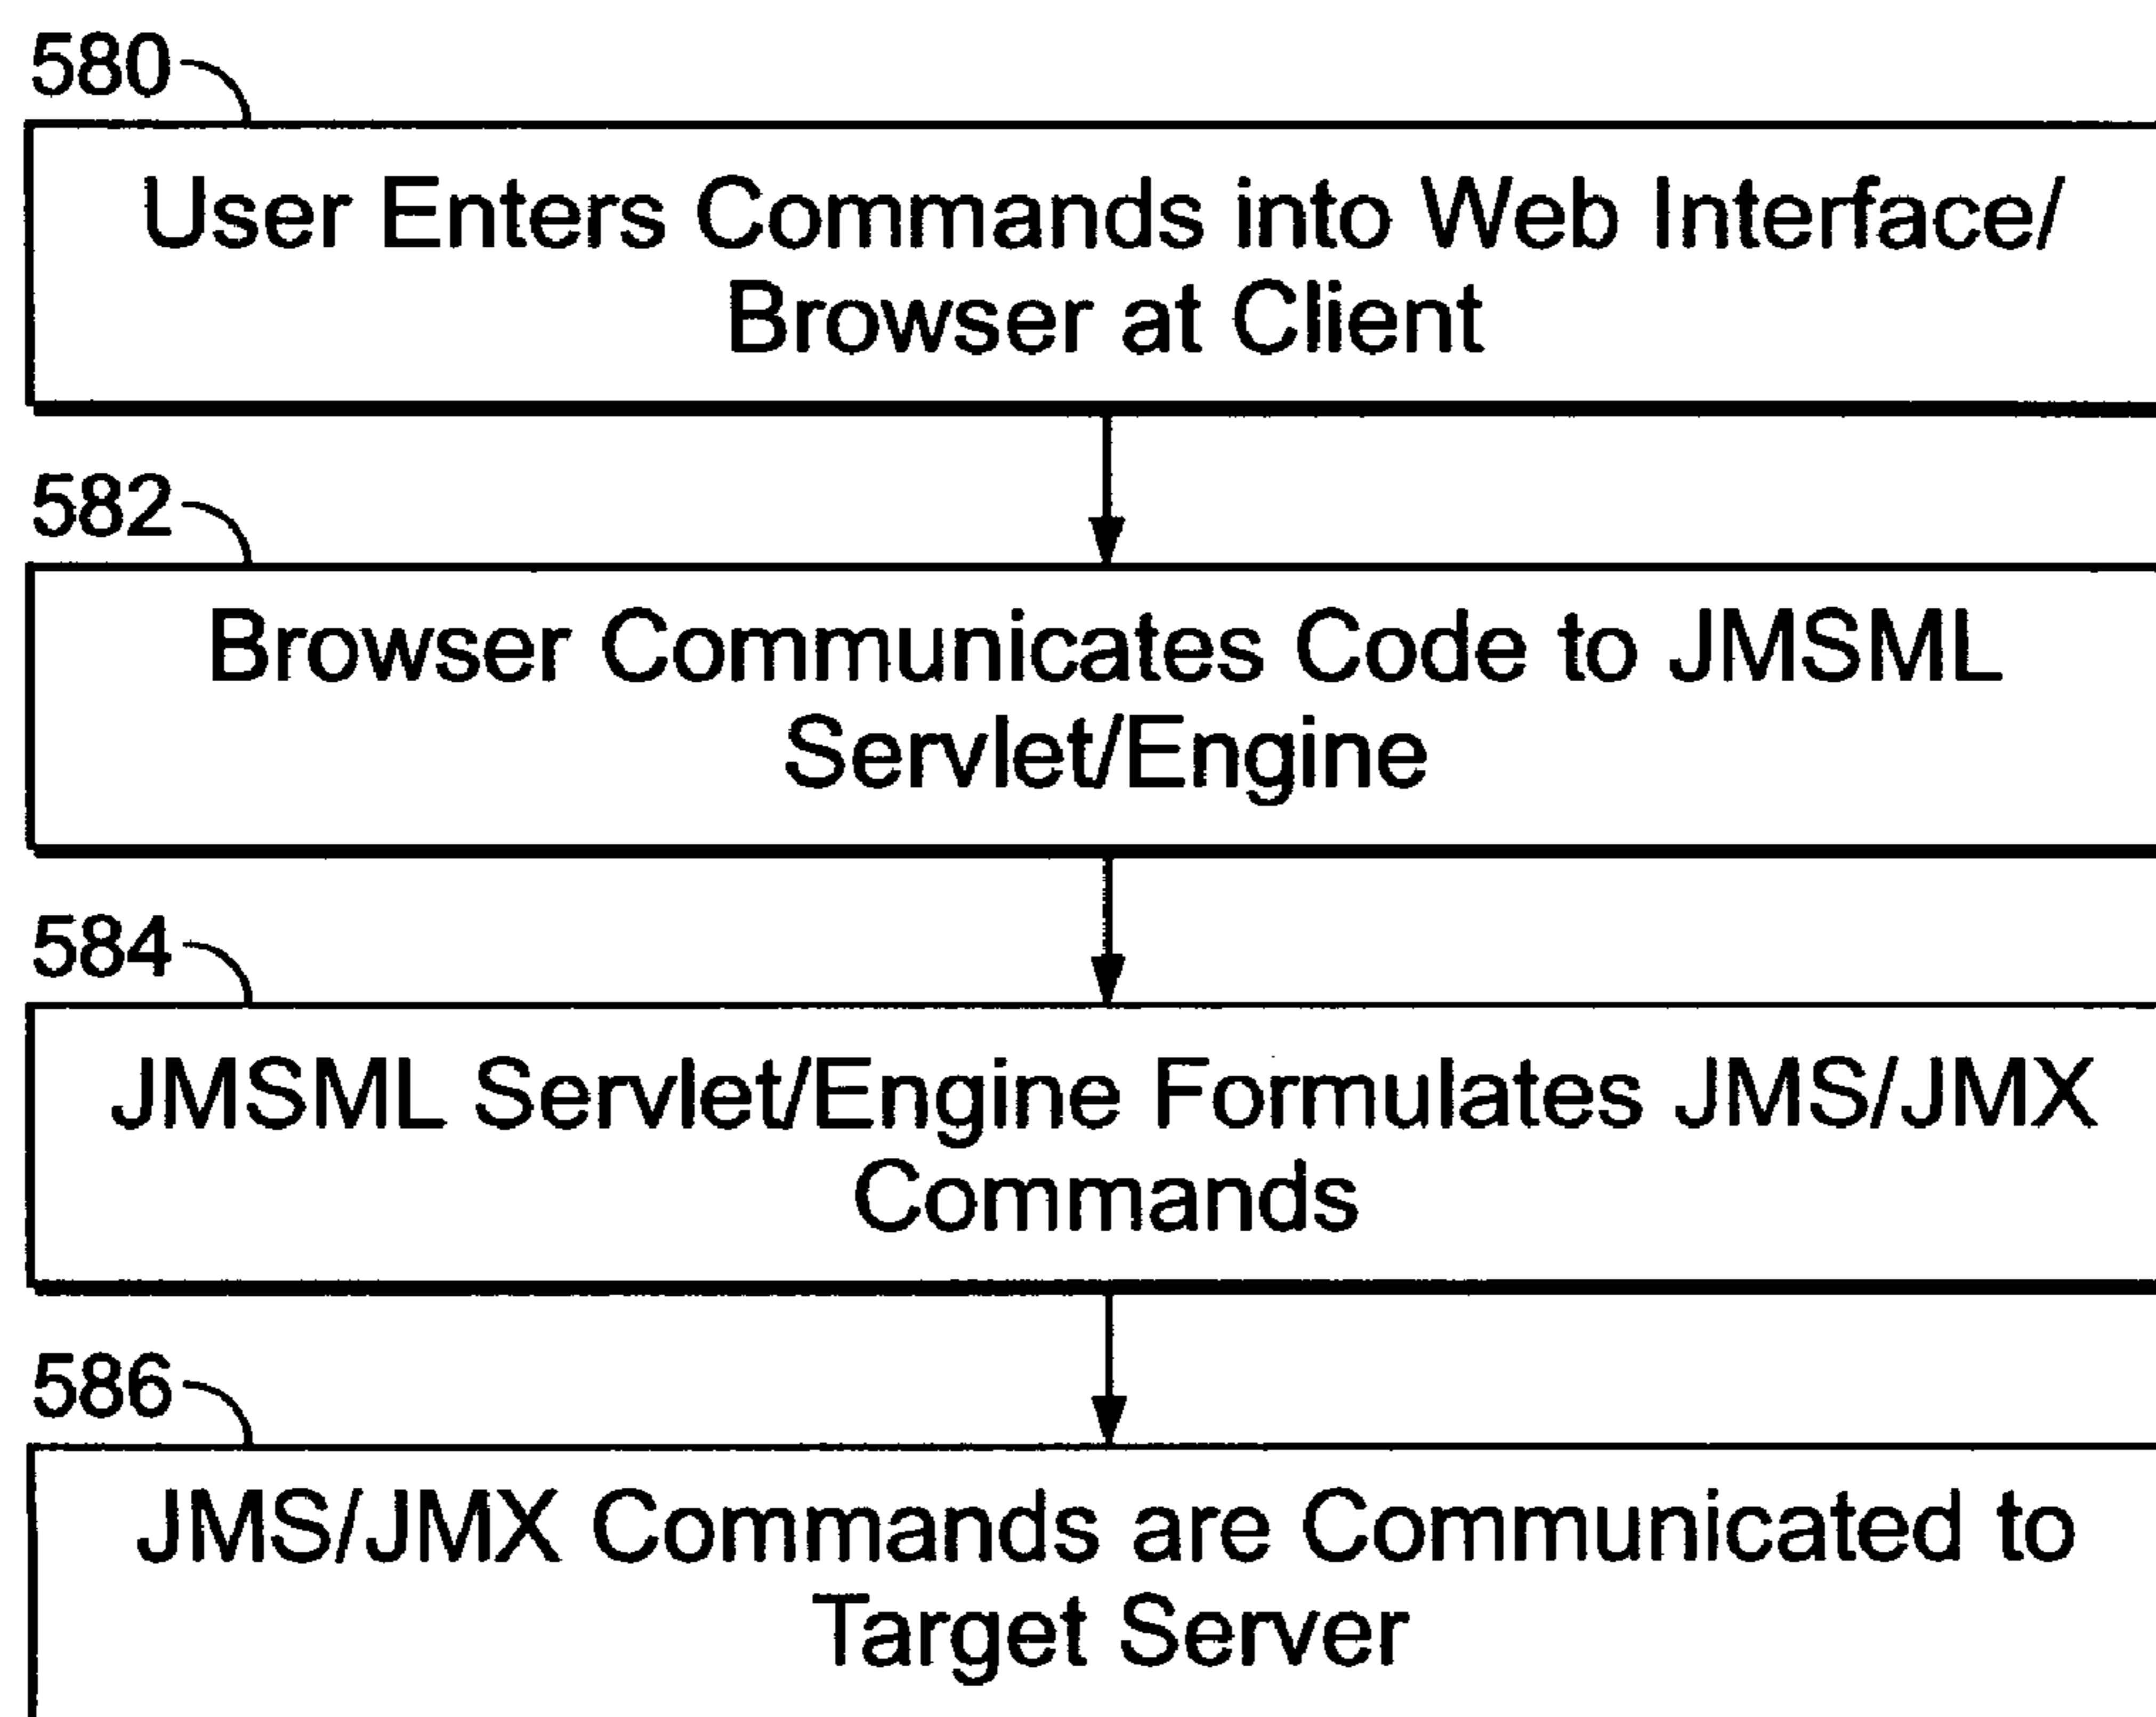 580
User Enters Commands into Web Interface/
Browser at Client
582
Browser Communicates Code to JMSML
Servlet/Engine
584
JMSML Servlet/Engine Formulates JMS/JMX
Commands
586
JMS/JMX Commands are Communicated to
Target Server